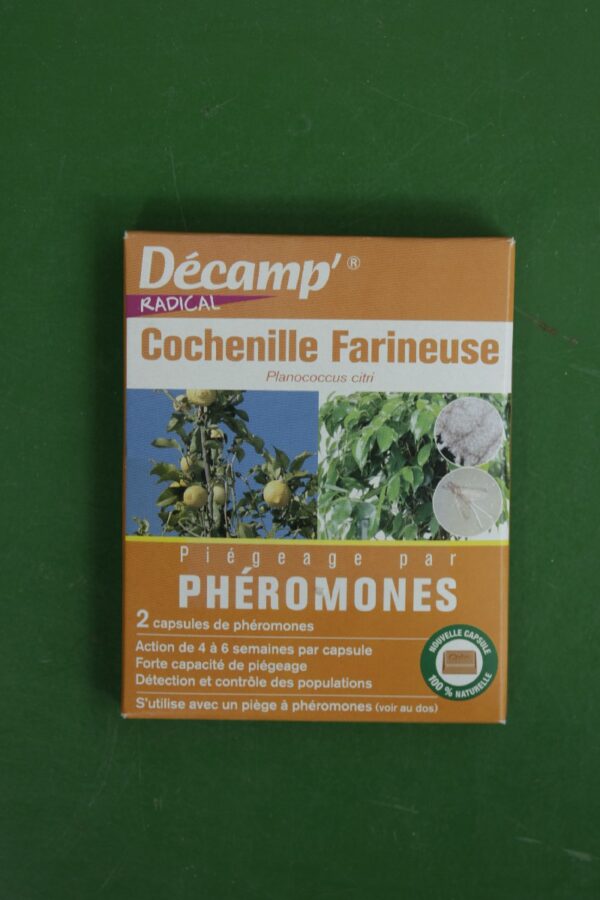 Décamp'®
RADICAL
Cochenille Farineuse
Planococcus citri
Piégeage par
PHÉROMONES
2 capsules de phéromones
Action de 4 à 6 semaines par capsule
Forte capacité de piégeage
Détection et contrôle des populations
S'utilise avec un piège à phéromones (voir au dos)
NOUVELLE CAPSULE
100 % NATURELLE